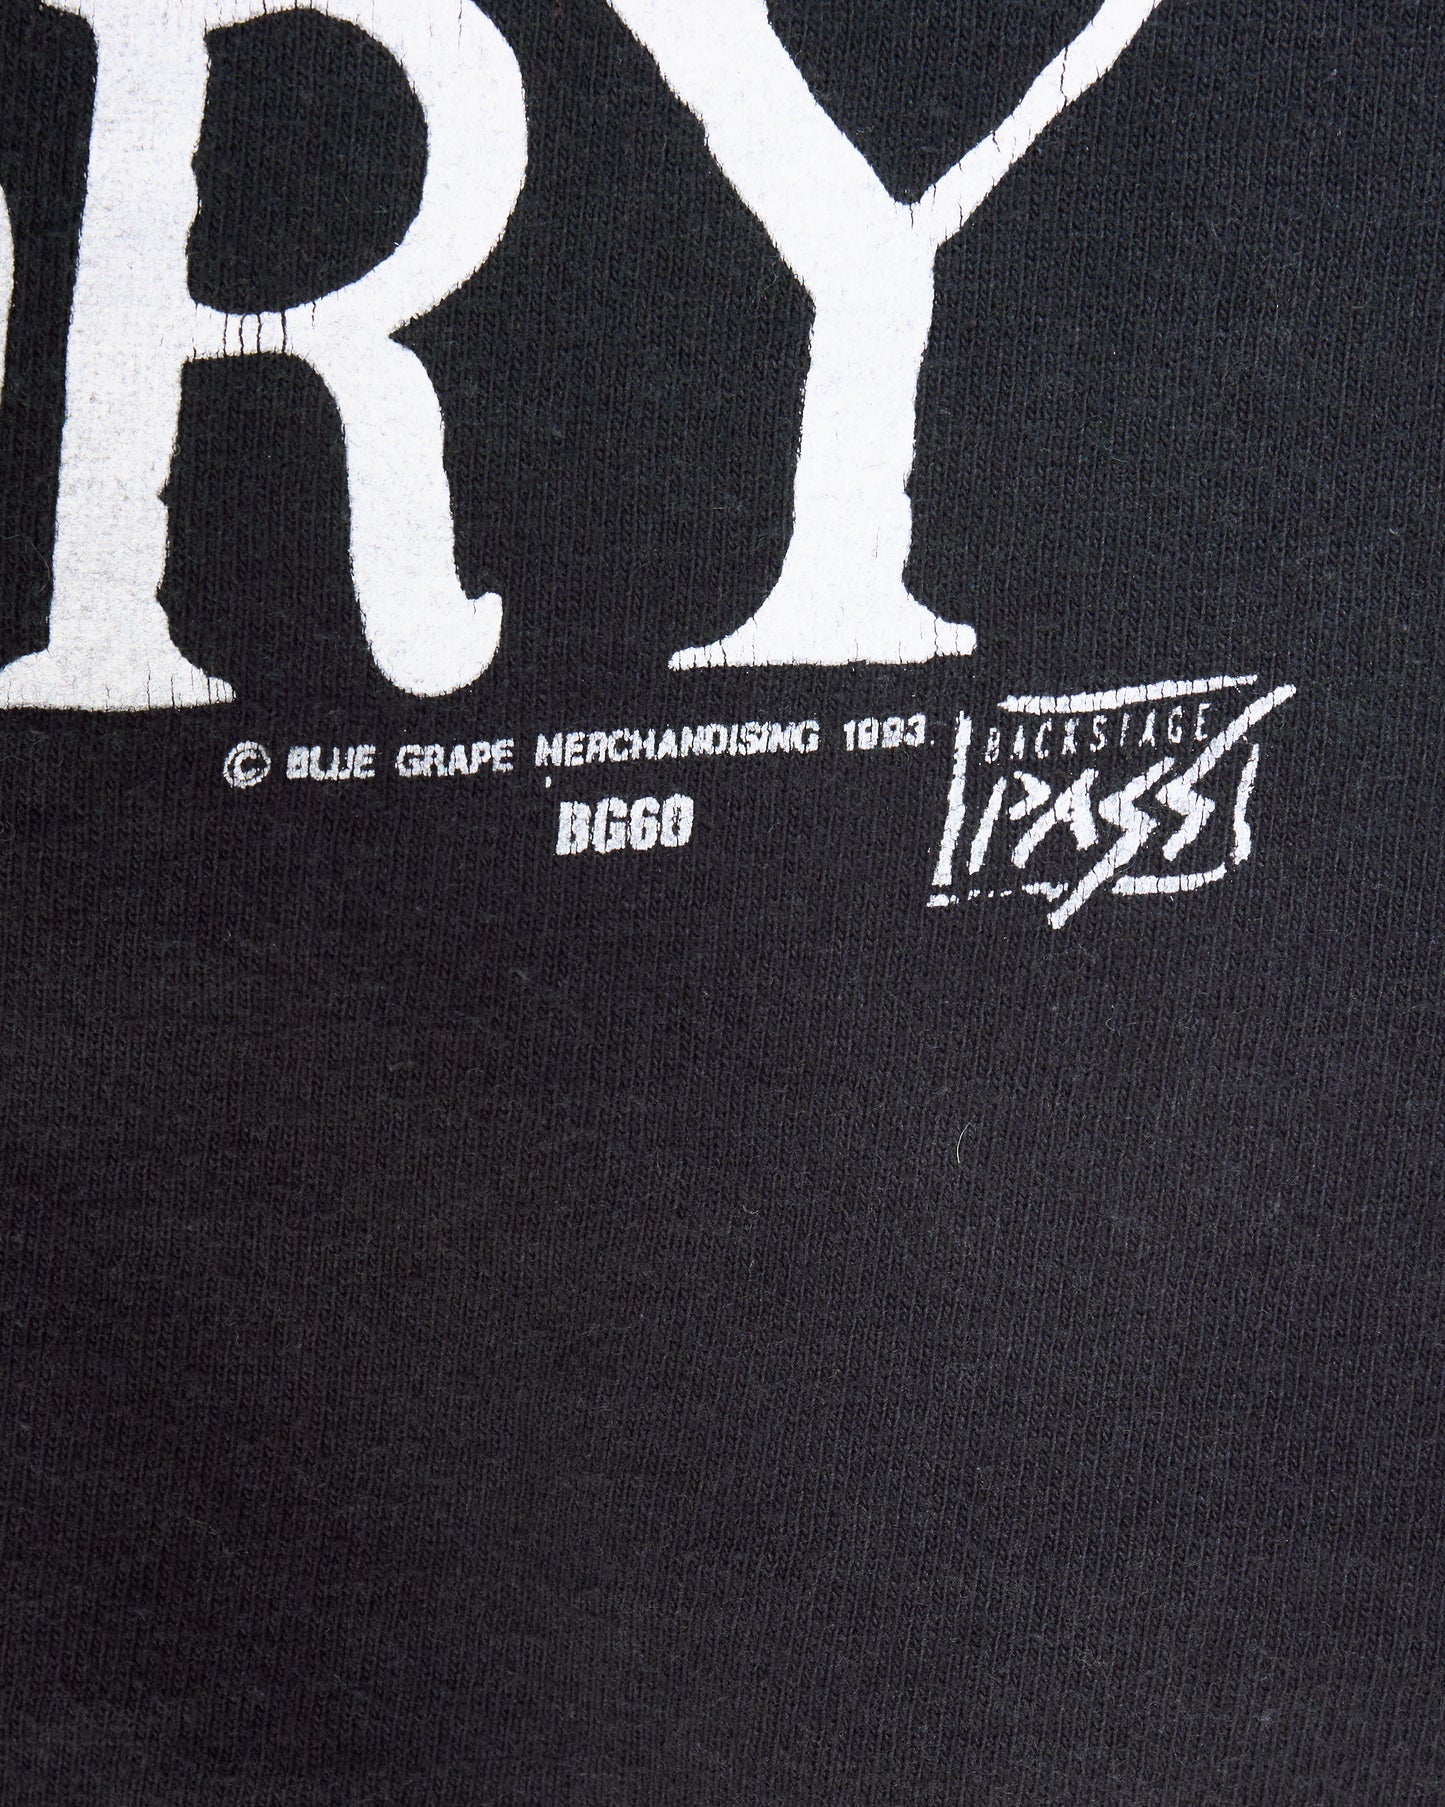 RY
© BLUE GRAPE MERCHANDISING 1993.
BG60
BACKSTAGE
PASS